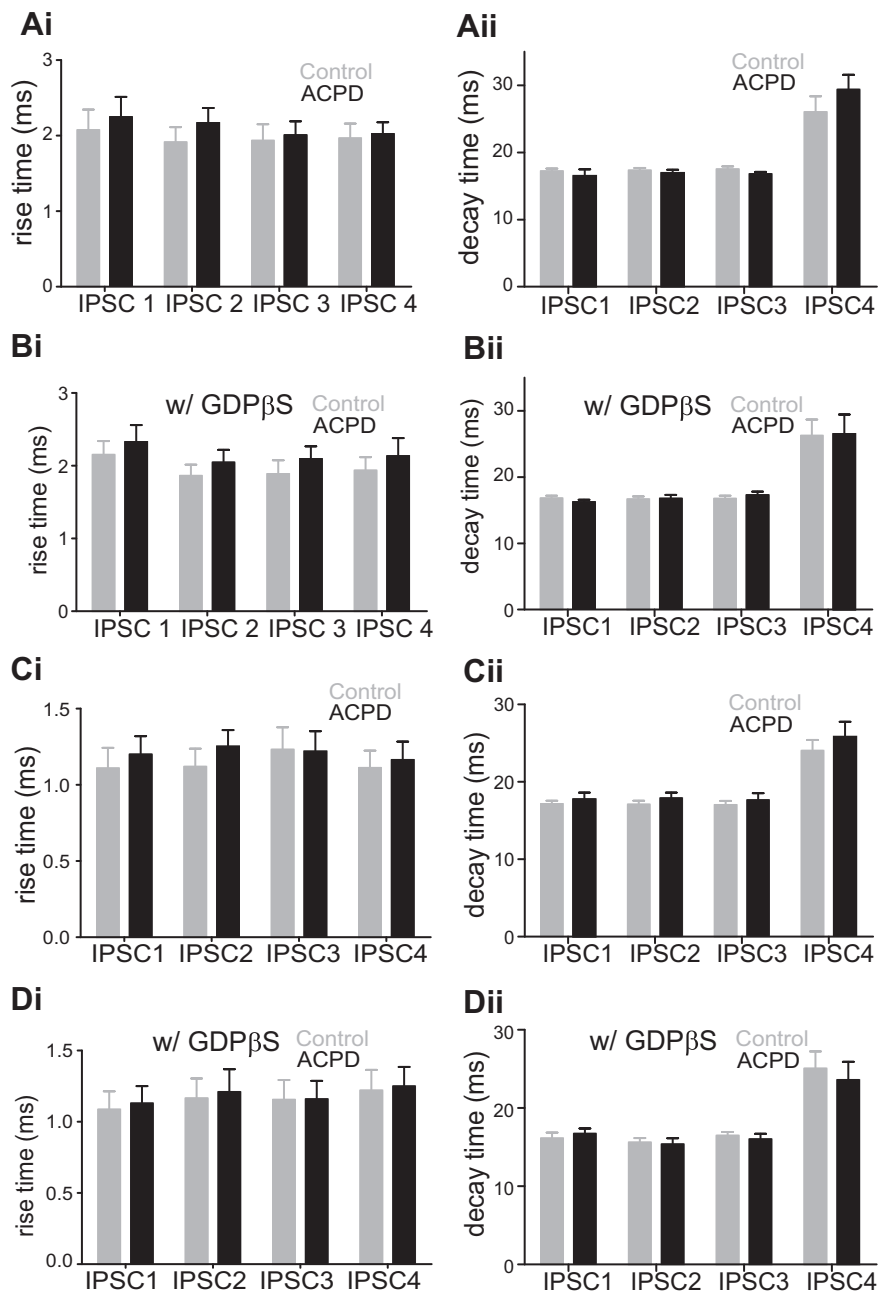 Ai
rise time (ms)
3
2
1
0
Control
ACPD
IPSC 1 IPSC 2 IPSC 3 IPSC 4
Aii
decay time (ms)
30
20
10
0
Control
ACPD
IPSC1 IPSC2 IPSC3 IPSC4
Bi
rise time (ms)
3
2
1
0
w/ GDPβS
Control
ACPD
IPSC 1 IPSC 2 IPSC 3 IPSC 4
Bii
decay time (ms)
30
20
10
0
w/ GDPβS
Control
ACPD
IPSC1 IPSC2 IPSC3 IPSC4
Ci
rise time (ms)
1.5
1.0
0.5
0.0
Control
ACPD
IPSC1 IPSC2 IPSC3 IPSC4
Cii
decay time (ms)
30
20
10
0
Control
ACPD
IPSC1 IPSC2 IPSC3 IPSC4
Di
rise time (ms)
1.5
1.0
0.5
0.0
w/ GDPβS
Control
ACPD
IPSC1 IPSC2 IPSC3 IPSC4
Dii
decay time (ms)
30
20
10
0
w/ GDPβS
Control
ACPD
IPSC1 IPSC2 IPSC3 IPSC4